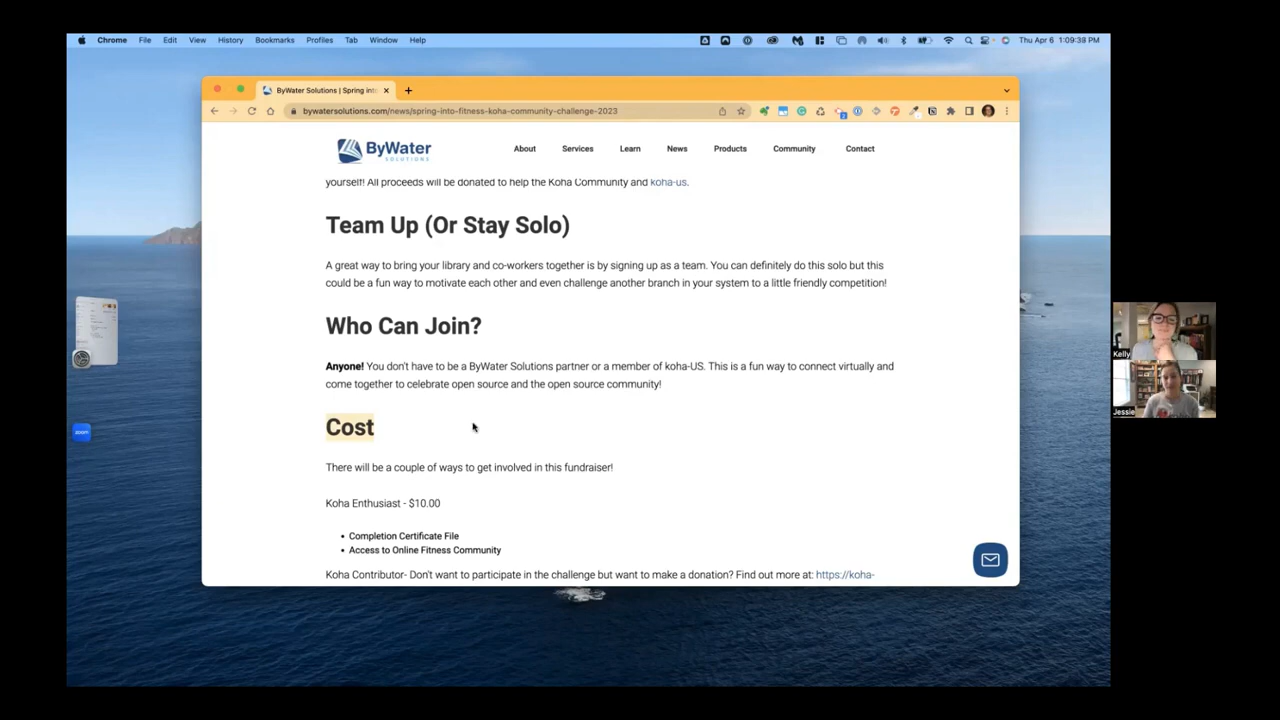 Chrome File Edit View History Bookmarks Profiles Tab Window Help
Thu Apr 6 1:09:38 PM
ByWater Solutions | Spring into
bywatersolutions.com/news/spring-into-fitness-koha-community-challenge-2023
ByWater
SOLUTIONS
About Services Learn News Products Community Contact
yourself! All proceeds will be donated to help the Koha Community and koha-us.
Team Up (Or Stay Solo)
A great way to bring your library and co-workers together is by signing up as a team. You can definitely do this solo but this
could be a fun way to motivate each other and even challenge another branch in your system to a little friendly competition!
Who Can Join?
Anyone! You don't have to be a ByWater Solutions partner or a member of koha-US. This is a fun way to connect virtually and
come together to celebrate open source and the open source community!
Cost
There will be a couple of ways to get involved in this fundraiser!
Koha Enthusiast - $10.00
• Completion Certificate File
• Access to Online Fitness Community
Koha Contributor- Don't want to participate in the challenge but want to make a donation? Find out more at: https://koha-
zoom
Kelly
Jessie